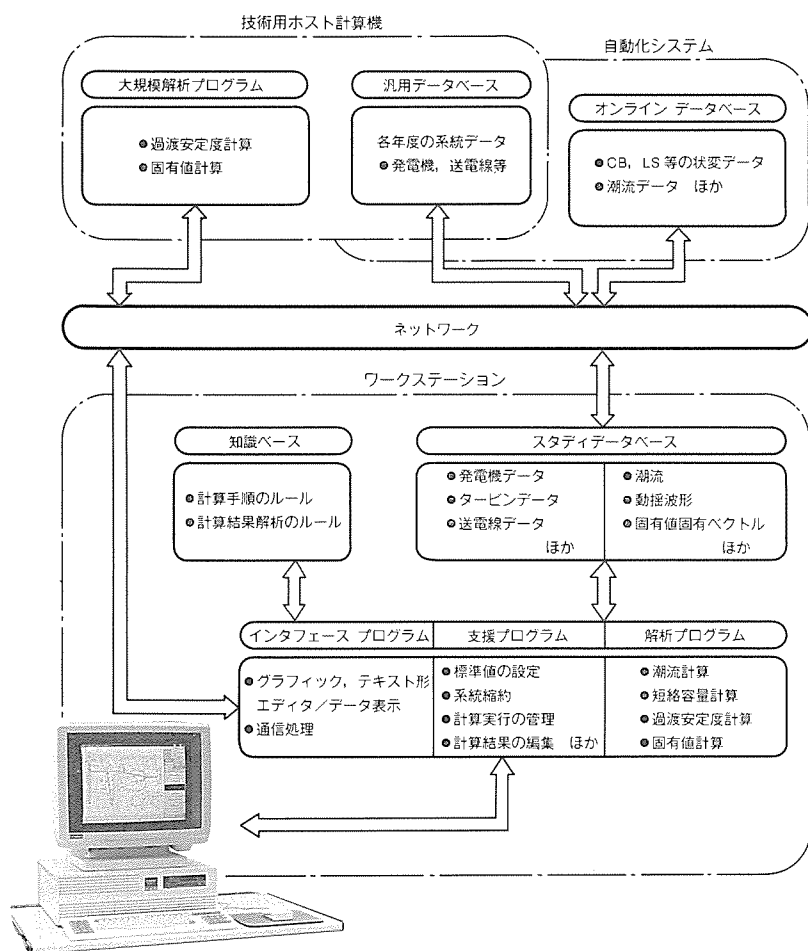 技術用ホスト計算機
自動化システム
大規模解析プログラム
●過渡安定度計算
●固有値計算
汎用データベース
各年度の系統データ
●発電機,送電線等
オンライン データベース
●CB,LS等の状変データ
●潮流データ ほか
ネットワーク
ワークステーション
知識ベース
●計算手順のルール
●計算結果解析のルール
スタディデータベース
●発電機データ
●タービンデータ
●送電線データ
ほか
●潮流
●動揺波形
●固有値固有ベクトル
ほか
インタフェース プログラム
●グラフィック,テキスト形
エディタ/データ表示
●通信処理
支援プログラム
●標準値の設定
●系統縮約
●計算実行の管理
●計算結果の編集 ほか
解析プログラム
●潮流計算
●短絡容量計算
●過渡安定度計算
●固有値計算